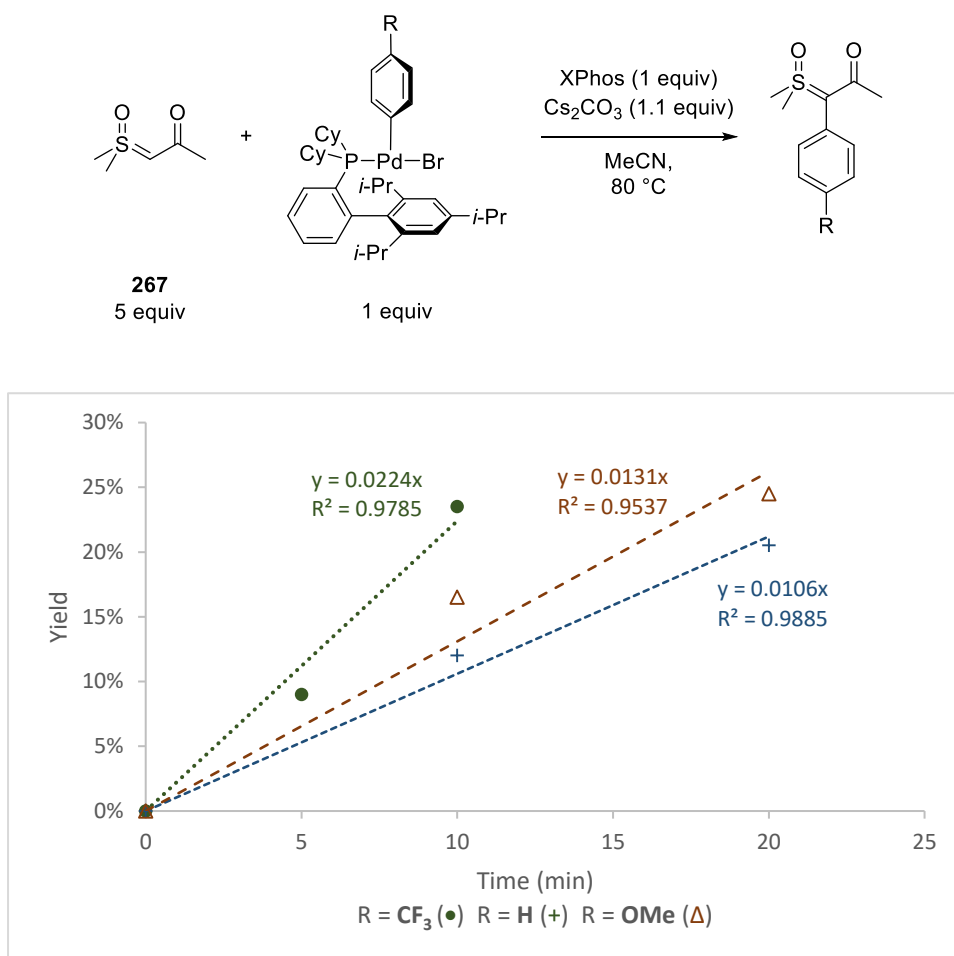 R
O
S
O
+
Cy
Cy
P
Pd
Br
i-Pr
i-Pr
i-Pr
XPhos (1 equiv)
Cs₂CO₃ (1.1 equiv)
MeCN,
80 °C
O
S
O
R
267
5 equiv
1 equiv
30%
25%
20%
15%
10%
5%
0%
Yield
y = 0.0224x
R² = 0.9785
y = 0.0131x
R² = 0.9537
y = 0.0106x
R² = 0.9885
0 5 10 15 20 25
Time (min)
R = CF₃ (●) R = H (+) R = OMe (Δ)